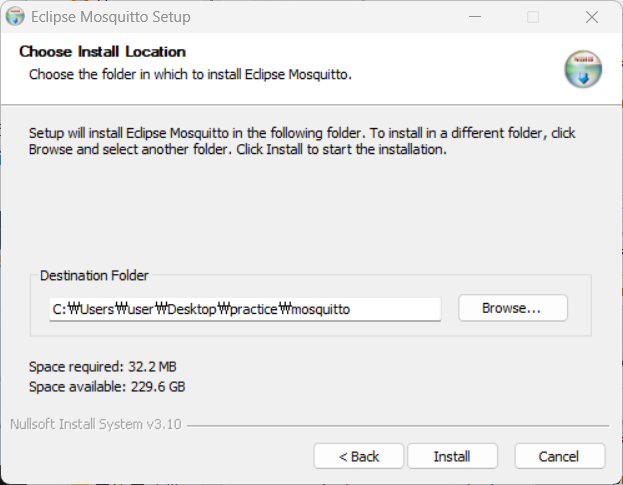 Eclipse Mosquitto Setup
Choose Install Location
Choose the folder in which to install Eclipse Mosquitto.
Setup will install Eclipse Mosquitto in the following folder. To install in a different folder, click
Browse and select another folder. Click Install to start the installation.
Destination Folder
C:₩Users₩user₩Desktop₩practice₩mosquitto
Browse...
Space required: 32.2 MB
Space available: 229.6 GB
Nullsoft Install System v3.10
< Back
Install
Cancel